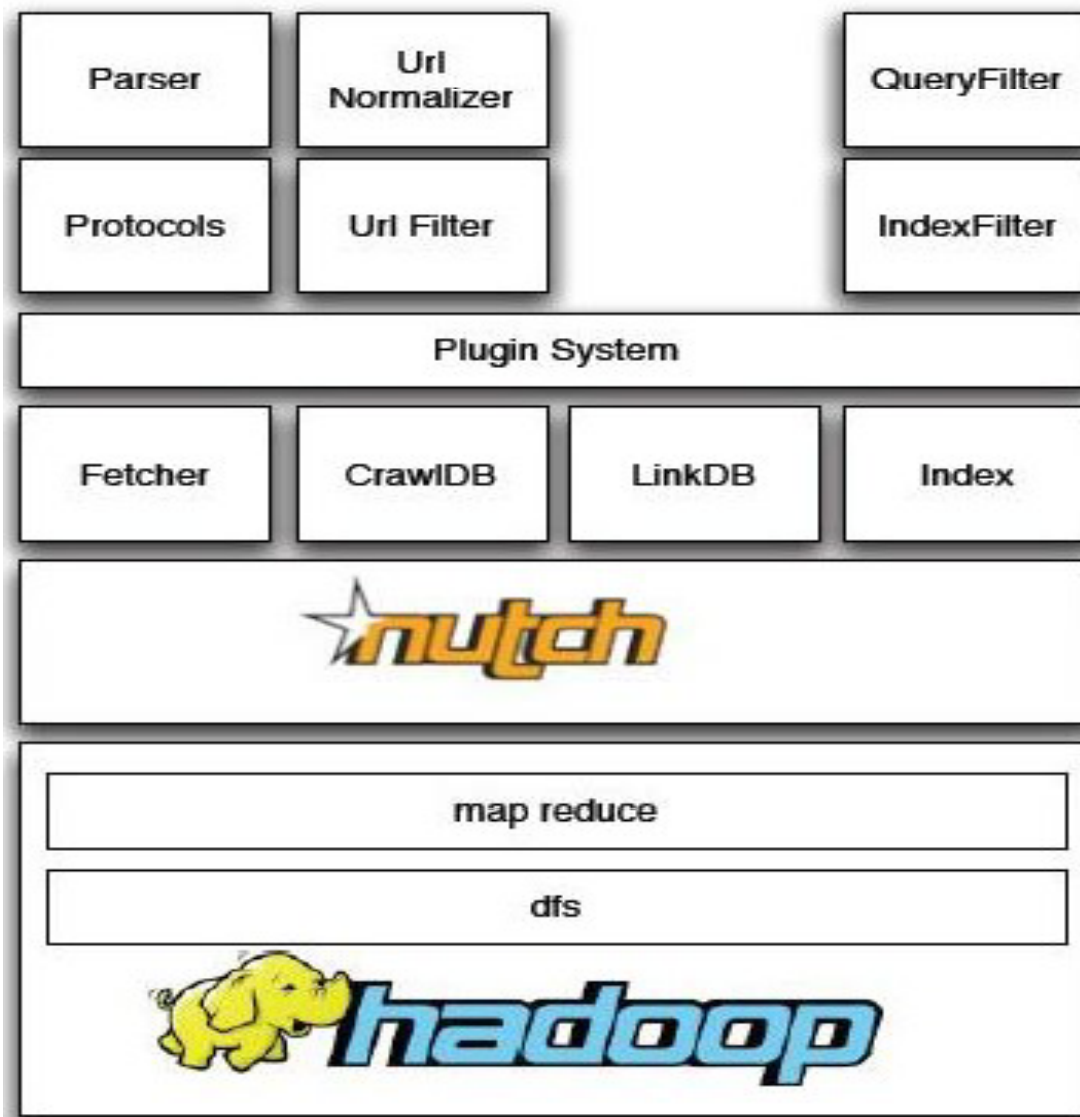 Parser
Url
Normalizer
QueryFilter
Protocols
Url Filter
IndexFilter
Plugin System
Fetcher
CrawlDB
LinkDB
Index
nutch
map reduce
dfs
hadoop